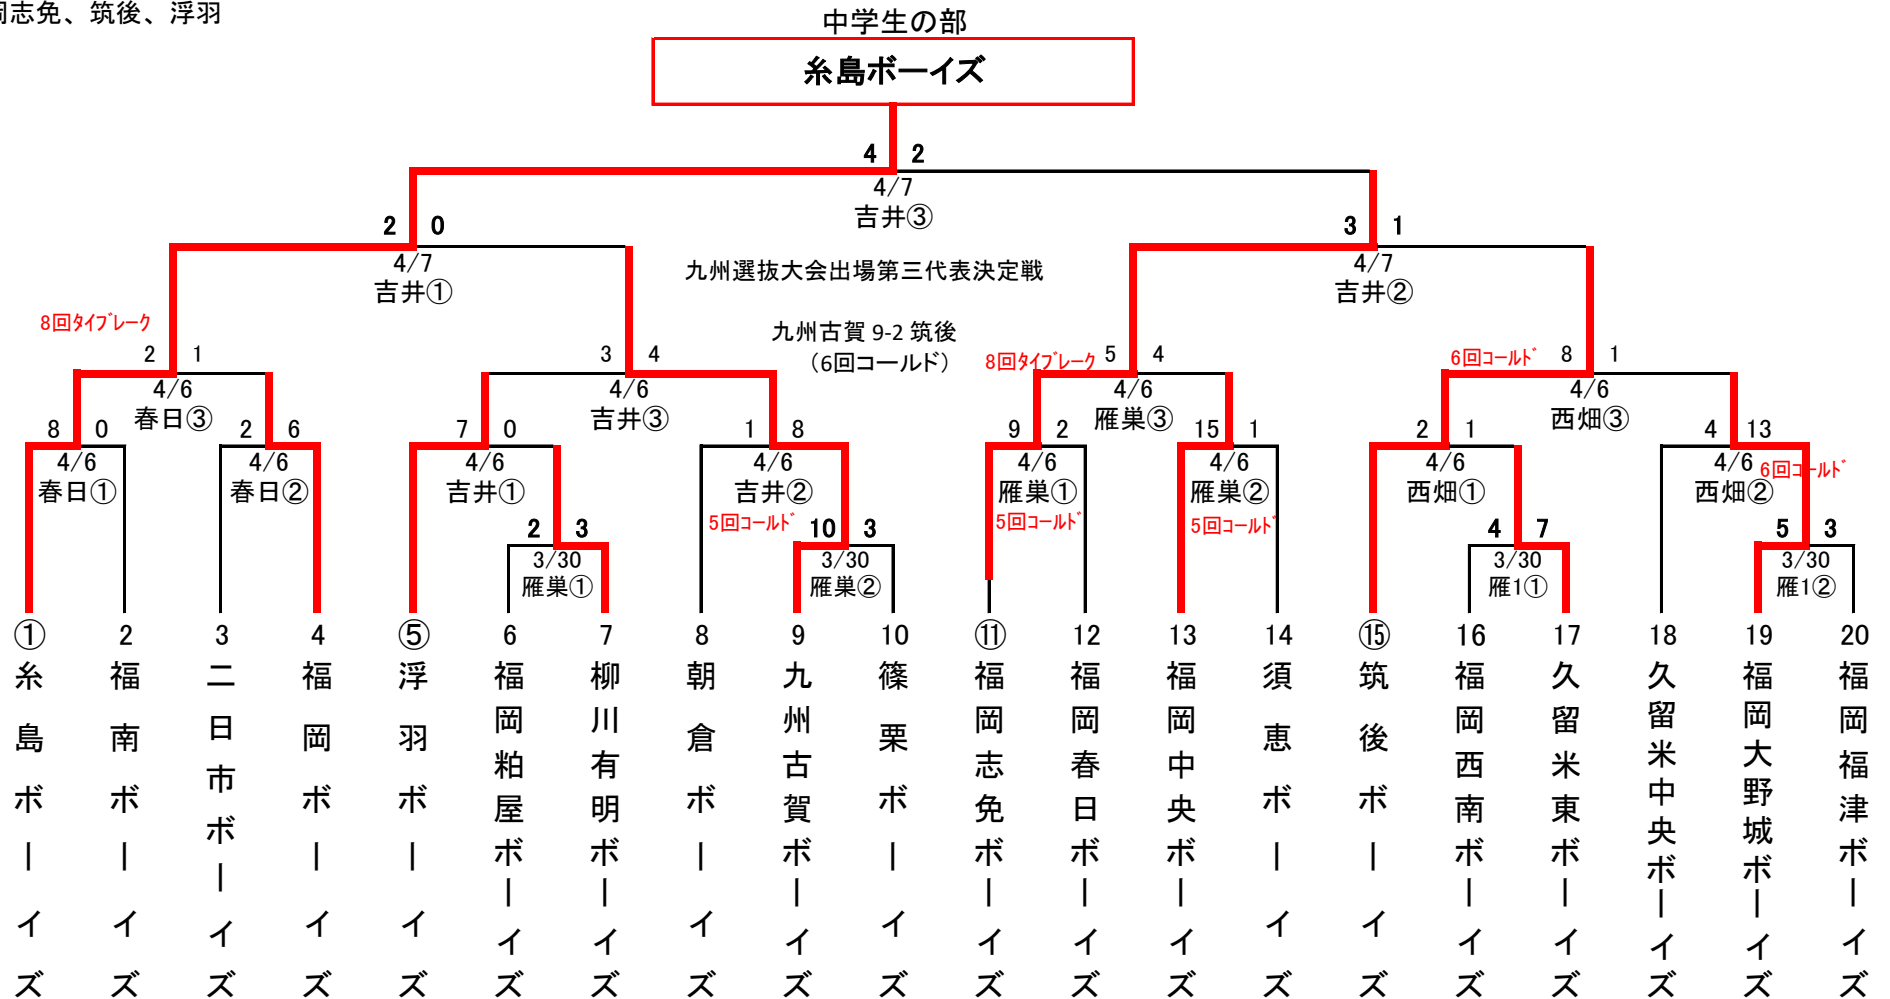 岡志免、筑後、浮羽
中学生の部
糸島ボーイズ
4 2
4/7
吉井③
2 0
4/7
吉井①
3 1
4/7
吉井②
九州選抜大会出場第三代表決定戦
九州古賀 9-2 筑後
（6回コールド）
8回ﾀｲﾌﾞﾚｰｸ
2 1
4/6
春日③
3 4
4/6
吉井③
8回ﾀｲﾌﾞﾚｰｸ
5 4
4/6
雁巣③
6回ｺｰﾙﾄﾞ
8 1
4/6
西畑③
8 0
4/6
春日①
2 6
4/6
春日②
7 0
4/6
吉井①
1 8
4/6
吉井②
5回ｺｰﾙﾄﾞ
9 2
4/6
雁巣①
5回ｺｰﾙﾄﾞ
15 1
4/6
雁巣②
5回ｺｰﾙﾄﾞ
2 1
4/6
西畑①
4 13
4/6
西畑②
6回ｺｰﾙﾄﾞ
2 3
3/30
雁巣①
10 3
3/30
雁巣②
4 7
3/30
雁1①
5 3
3/30
雁1②
① 2 3 4 ⑤ 6 7 8 9 10 ⑪ 12 13 14 ⑮ 16 17 18 19 20
糸島ボーイズ
福南ボーイズ
二日市ボーイズ
福岡ボーイズ
浮羽ボーイズ
福岡粕屋ボーイズ
柳川有明ボーイズ
朝倉ボーイズ
九州古賀ボーイズ
篠栗ボーイズ
福岡志免ボーイズ
福岡春日ボーイズ
福岡中央ボーイズ
須恵ボーイズ
筑後ボーイズ
福岡西南ボーイズ
久留米東ボーイズ
久留米中央ボーイズ
福岡大野城ボーイズ
福岡福津ボーイズ